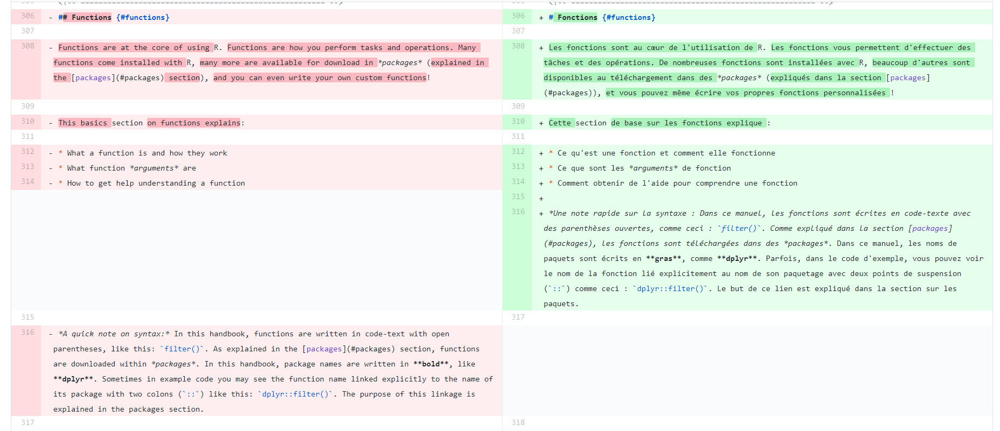 306 - ## Functions {#functions}
307
308 - Functions are at the core of using R. Functions are how you perform tasks and operations. Many
functions come installed with R, many more are available for download in *packages* (explained in
the [packages](#packages) section), and you can even write your own custom functions!
309
310 - This basics section on functions explains:
311
312 - * What a function is and how they work
313 - * What function *arguments* are
314 - * How to get help understanding a function
315
316 - *A quick note on syntax:* In this handbook, functions are written in code-text with open
parentheses, like this: `filter()`. As explained in the [packages](#packages) section, functions
are downloaded within *packages*. In this handbook, package names are written in **bold**, like
**dplyr**. Sometimes in example code you may see the function name linked explicitly to the name of
its package with two colons (`::`) like this: `dplyr::filter()`. The purpose of this linkage is
explained in the packages section.
317
306 + # Fonctions {#functions}
307
308 + Les fonctions sont au cœur de l'utilisation de R. Les fonctions vous permettent d'effectuer des
tâches et des opérations. De nombreuses fonctions sont installées avec R, beaucoup d'autres sont
disponibles au téléchargement dans des *packages* (expliqués dans la section [packages]
(#packages)), et vous pouvez même écrire vos propres fonctions personnalisées !
309
310 + Cette section de base sur les fonctions explique :
311
312 + * Ce qu'est une fonction et comment elle fonctionne
313 + * Ce que sont les *arguments* de fonction
314 + * Comment obtenir de l'aide pour comprendre une fonction
315 +
316 + *Une note rapide sur la syntaxe : Dans ce manuel, les fonctions sont écrites en code-texte avec
des parenthèses ouvertes, comme ceci : `filter()`. Comme expliqué dans la section [packages]
(#packages), les fonctions sont téléchargées dans des *packages*. Dans ce manuel, les noms de
paquets sont écrits en **gras**, comme **dplyr**. Parfois, dans le code d'exemple, vous pouvez voir
le nom de la fonction lié explicitement au nom de son paquetage avec deux points de suspension
(`::`) comme ceci : `dplyr::filter()`. Le but de ce lien est expliqué dans la section sur les
paquets.
317
318